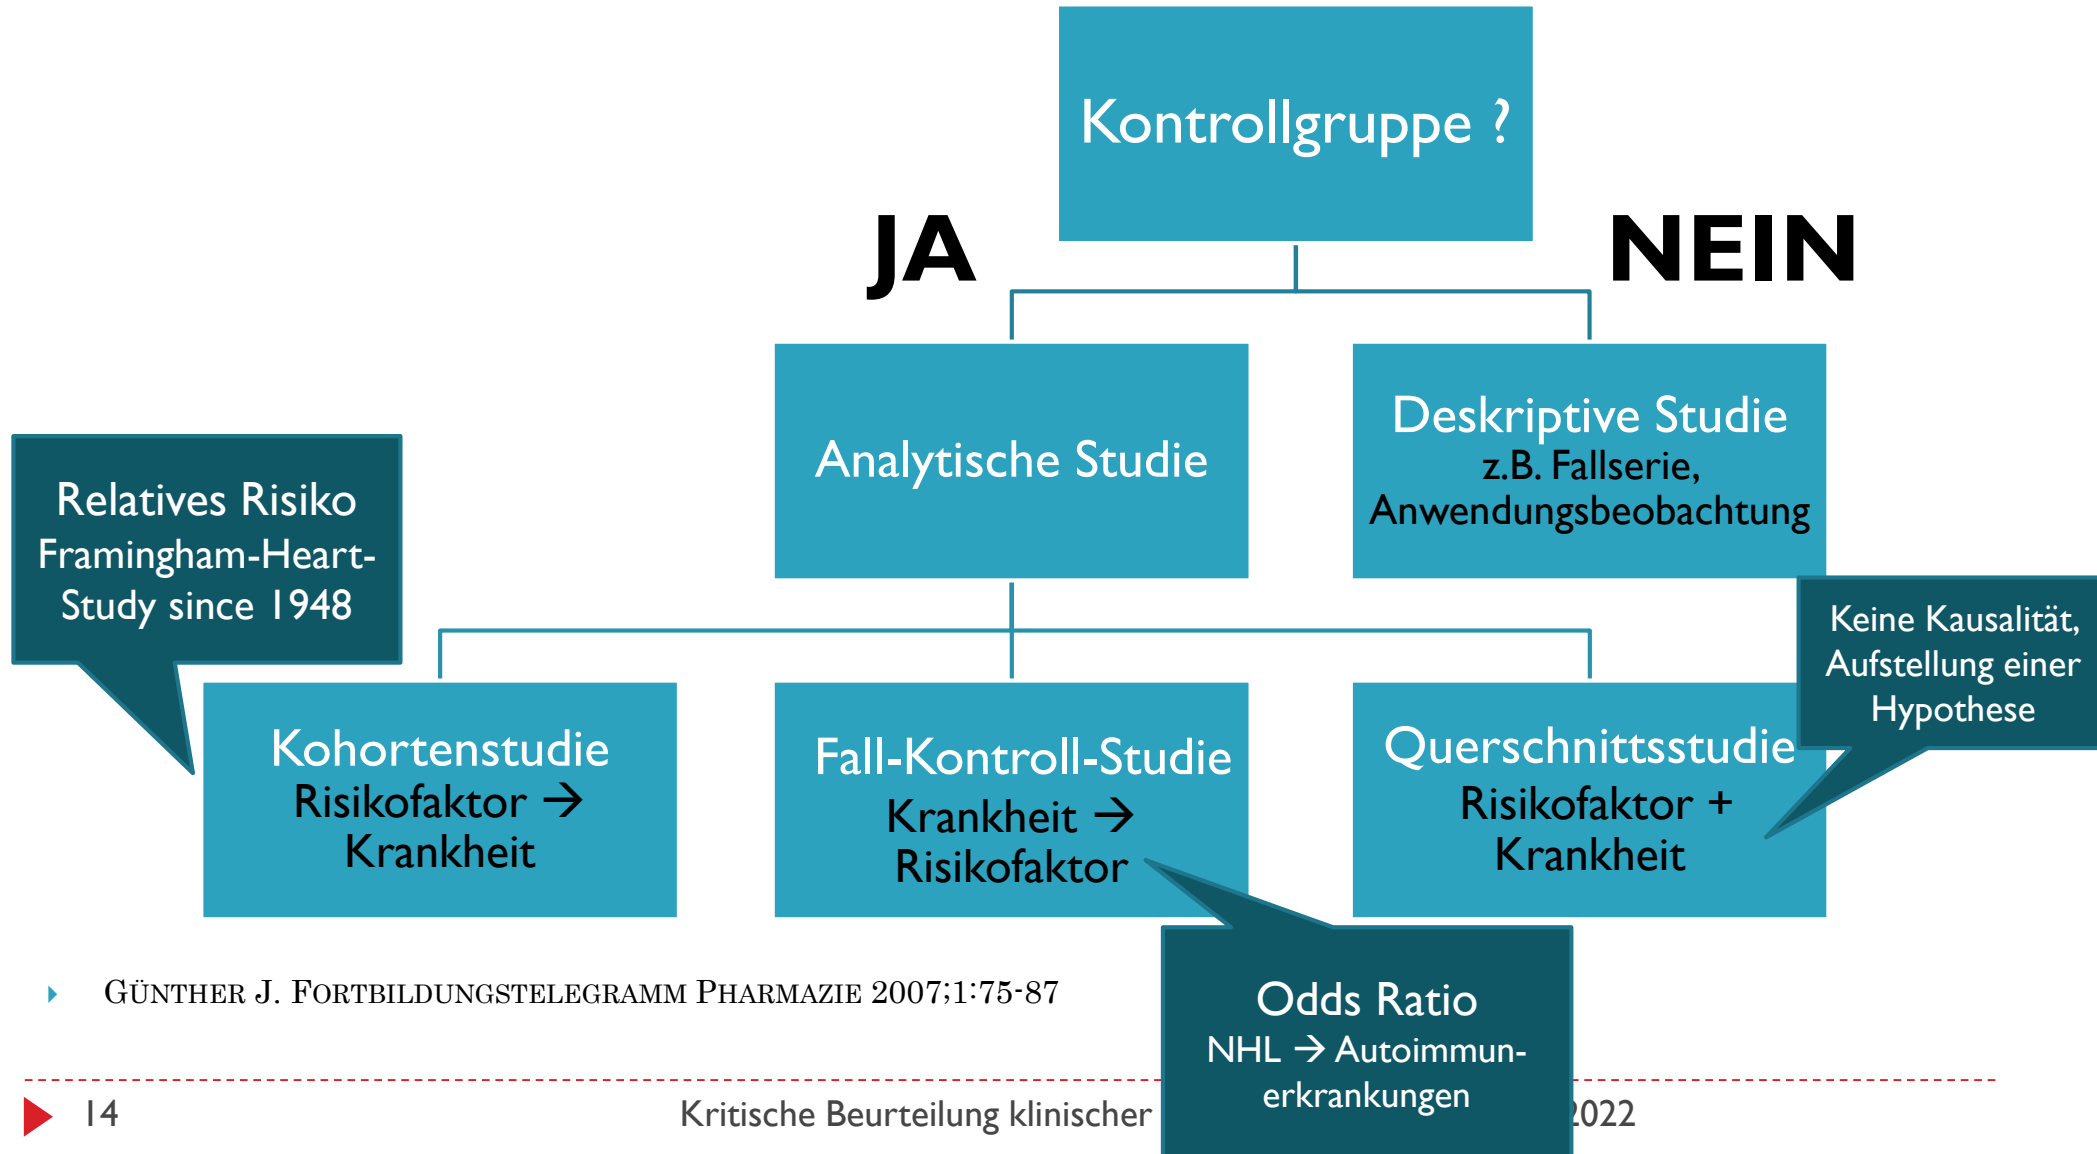 Kontrollgruppe ?
JA
NEIN
Analytische Studie
Deskriptive Studie
z.B. Fallserie,
Anwendungsbeobachtung
Relatives Risiko
Framingham-Heart-
Study since 1948
Keine Kausalität,
Aufstellung einer
Hypothese
Kohortenstudie
Risikofaktor →
Krankheit
Fall-Kontroll-Studie
Krankheit →
Risikofaktor
Querschnittsstudie
Risikofaktor +
Krankheit
Odds Ratio
NHL → Autoimmun-
erkrankungen
GÜNTHER J. FORTBILDUNGSTELEGRAMM PHARMAZIE 2007;1:75-87
14
Kritische Beurteilung klinischer 2022